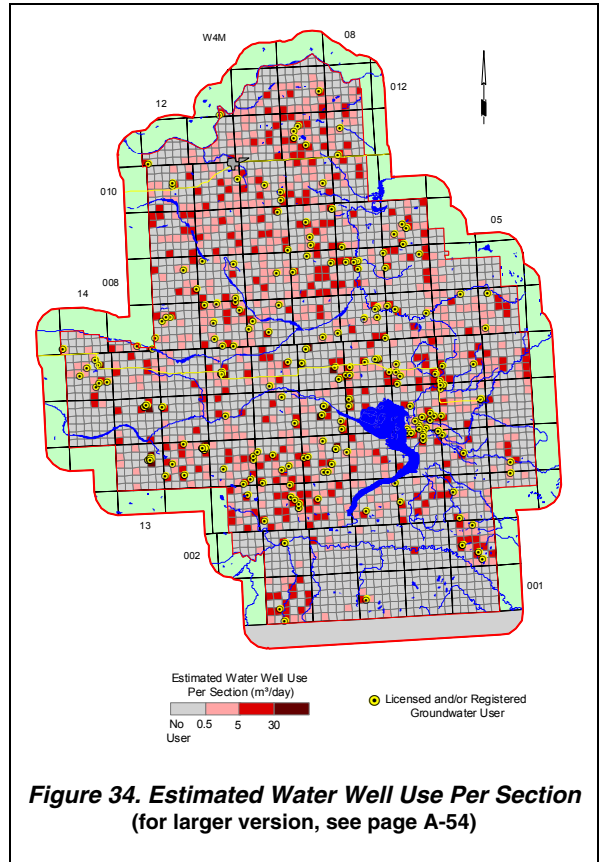 W4M
08
012
12
010
05
008
14
13
002
001
Estimated Water Well Use
Per Section (m³/day)
No 0.5 5 30
User
Licensed and/or Registered
Groundwater User
Figure 34. Estimated Water Well Use Per Section
(for larger version, see page A-54)